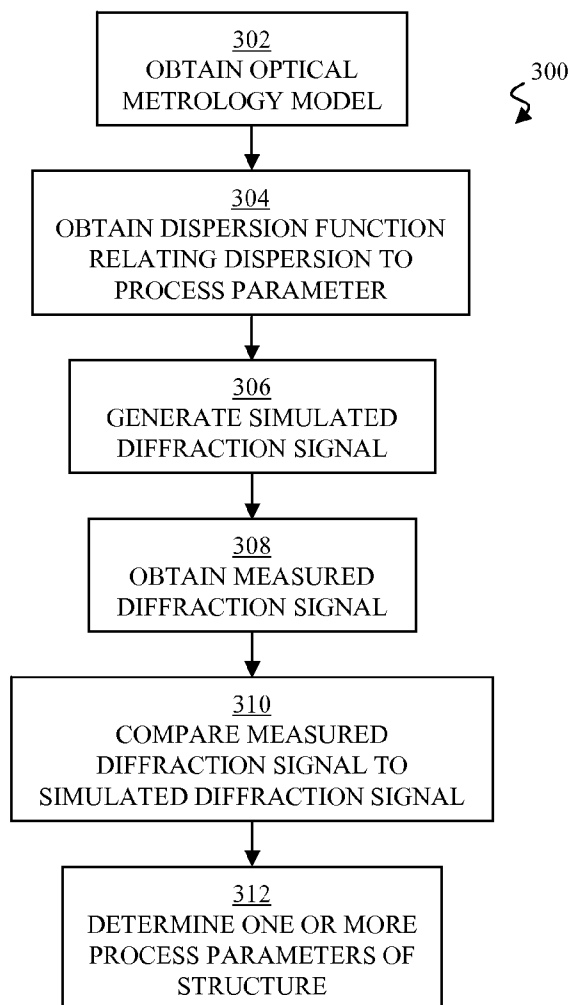 302
OBTAIN OPTICAL
METROLOGY MODEL
300
304
OBTAIN DISPERSION FUNCTION
RELATING DISPERSION TO
PROCESS PARAMETER
306
GENERATE SIMULATED
DIFFRACTION SIGNAL
308
OBTAIN MEASURED
DIFFRACTION SIGNAL
310
COMPARE MEASURED
DIFFRACTION SIGNAL TO
SIMULATED DIFFRACTION SIGNAL
312
DETERMINE ONE OR MORE
PROCESS PARAMETERS OF
STRUCTURE